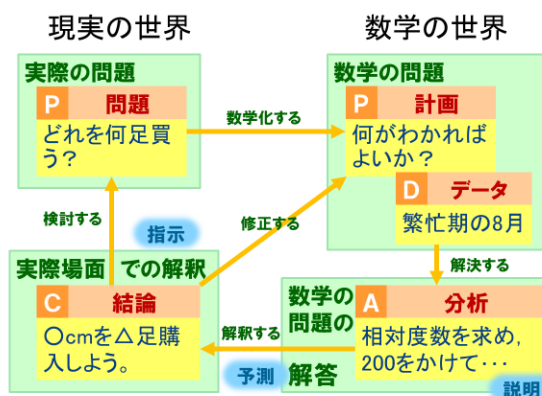 現実の世界
数学の世界
実際の問題
P 問題
どれを何足買
う？
数学化する
数学の問題
P 計画
何がわかれば
よいか？
D データ
繁忙期の8月
検討する
指示
修正する
解決する
実際場面 での解釈
C 結論
〇cmを△足購
入しよう。
解釈する
予測
数学の
問題の
解答
A 分析
相対度数を求め,
200をかけて･･･
説明